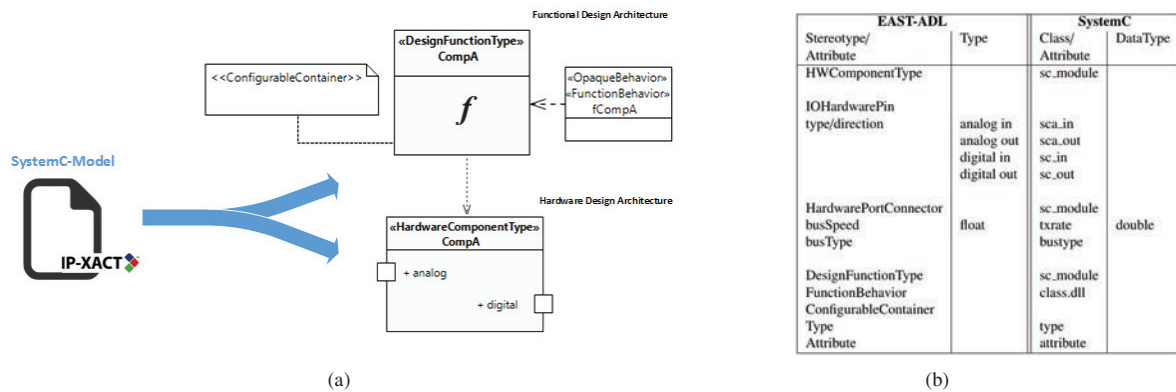 Functional Design Architecture
«DesignFunctionType»
CompA
f
<<ConfigurableContainer>>
«OpaqueBehavior»
«FunctionBehavior»
fCompA
SystemC-Model
IP-XACT
Hardware Design Architecture
«HardwareComponentType»
CompA
+ analog
+ digital
(a)
EAST-ADL SystemC
Stereotype/ Type Class/ DataType
Attribute Attribute
HWComponentType sc_module
IOHardwarePin
type/direction analog in sca_in
analog out sca_out
digital in sc_in
digital out sc_out
HardwarePortConnector sc_module
busSpeed float txrate double
busType bustype
DesignFunctionType sc_module
FunctionBehavior class.dll
ConfigurableContainer
Type type
Attribute attribute
(b)